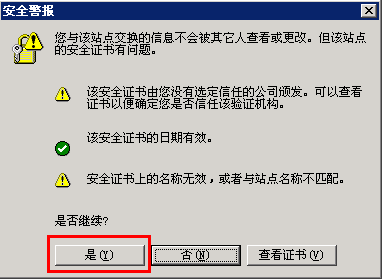 安全警报
您与该站点交换的信息不会被其它人查看或更改。但该站点
的安全证书有问题。
该安全证书由您没有选定信任的公司颁发。可以查看
证书以便确定您是否信任该验证机构。
该安全证书的日期有效。
安全证书上的名称无效，或者与站点名称不匹配。
是否继续?
是(Y) 否(N) 查看证书(V)